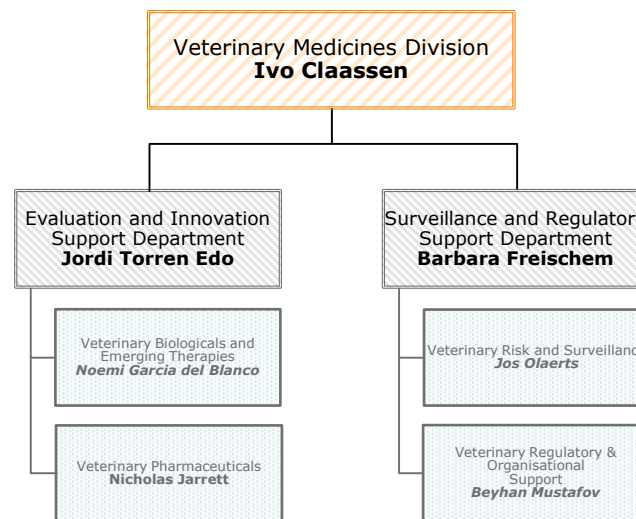 Veterinary Medicines Division
Ivo Claassen
Evaluation and Innovation
Support Department
Jordi Torren Edo
Surveillance and Regulator
Support Department
Barbara Freischem
Veterinary Biologicals and
Emerging Therapies
Noemi Garcia del Blanco
Veterinary Pharmaceuticals
Nicholas Jarrett
Veterinary Risk and Surveillanc
Jos Olaerts
Veterinary Regulatory &
Organisational
Support
Beyhan Mustafov